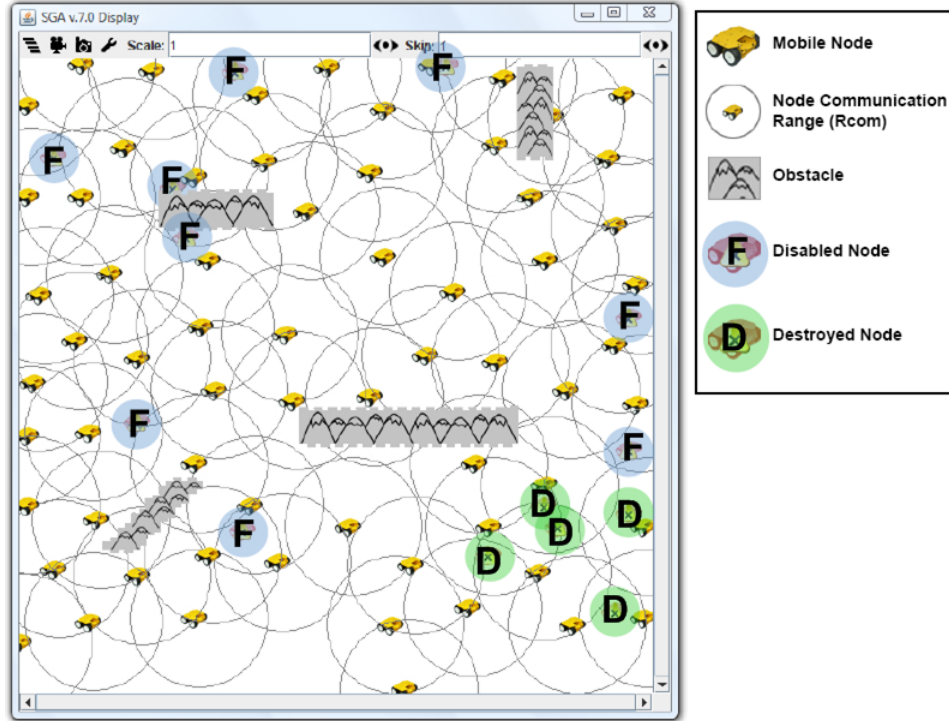 SGA v.7.0 Display
Scale: 1
Skip: 1
F
F
F
F
F
F
F
F
F
D
D
D
D
D
Mobile Node
Node Communication
Range (Rcom)
Obstacle
F
Disabled Node
D
Destroyed Node